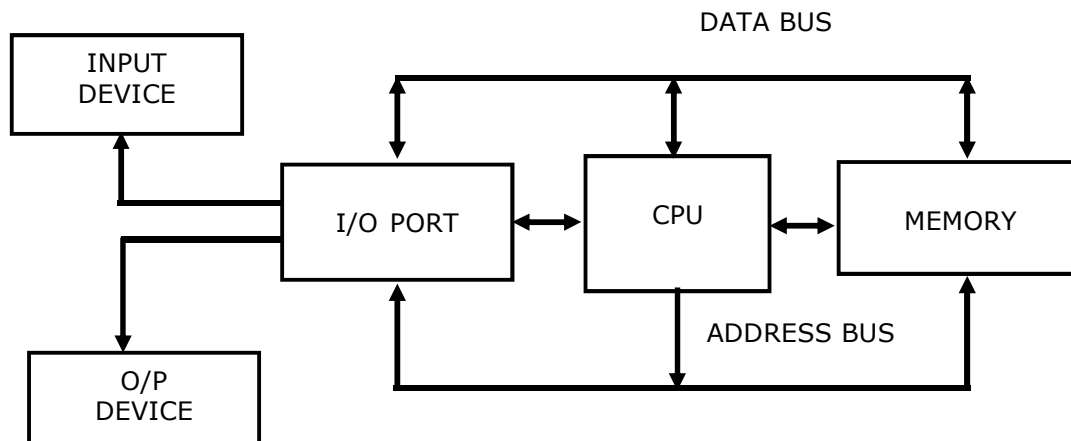 DATA BUS
INPUT
DEVICE
I/O PORT
CPU
MEMORY
ADDRESS BUS
O/P
DEVICE